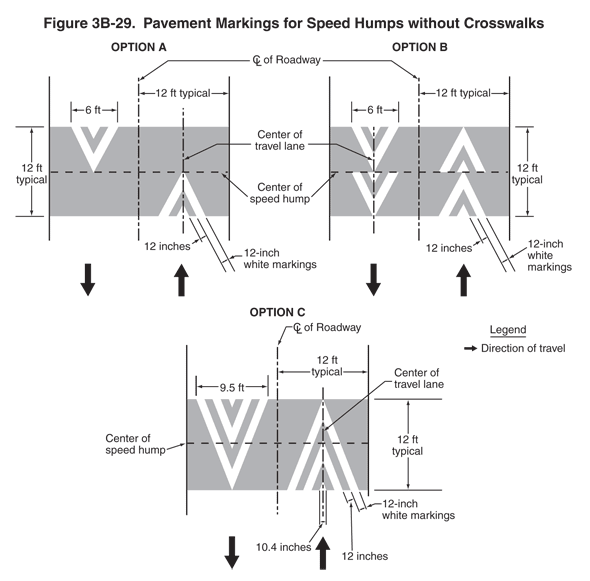 Figure 3B-29.  Pavement Markings for Speed Humps without Crosswalks
OPTION A
OPTION B
℄ of Roadway
12 ft typical
12 ft typical
6 ft
6 ft
Center of
travel lane
12 ft
typical
12 ft
typical
Center of
speed hump
12 inches
12-inch
white markings
12 inches
12-inch
white
markings
OPTION C
℄ of Roadway
Legend
Direction of travel
12 ft
typical
9.5 ft
Center of
travel lane
Center of
speed hump
12 ft
typical
12-inch
white markings
10.4 inches
12 inches